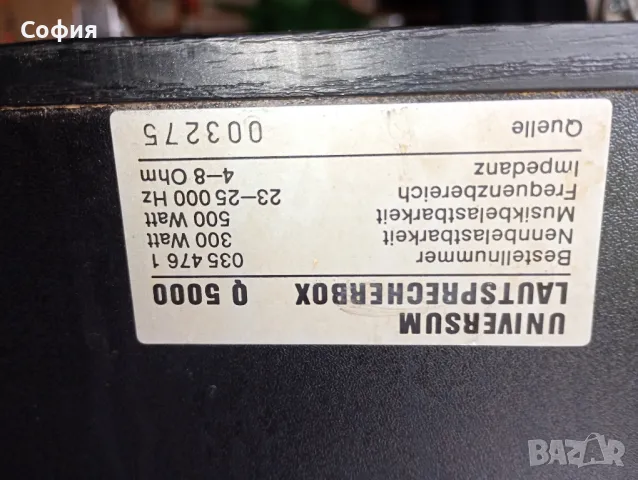 София
UNIVERSUM
LAUTSPRECHERBOX Q 5000
Bestellnummer 035 476 1
Nennbelastbarkeit 300 Watt
Musikbelastbarkeit 500 Watt
Frequenzbereich 23–25 000 Hz
Impedanz 4–8 Ohm
Quelle 003275
BAZAR